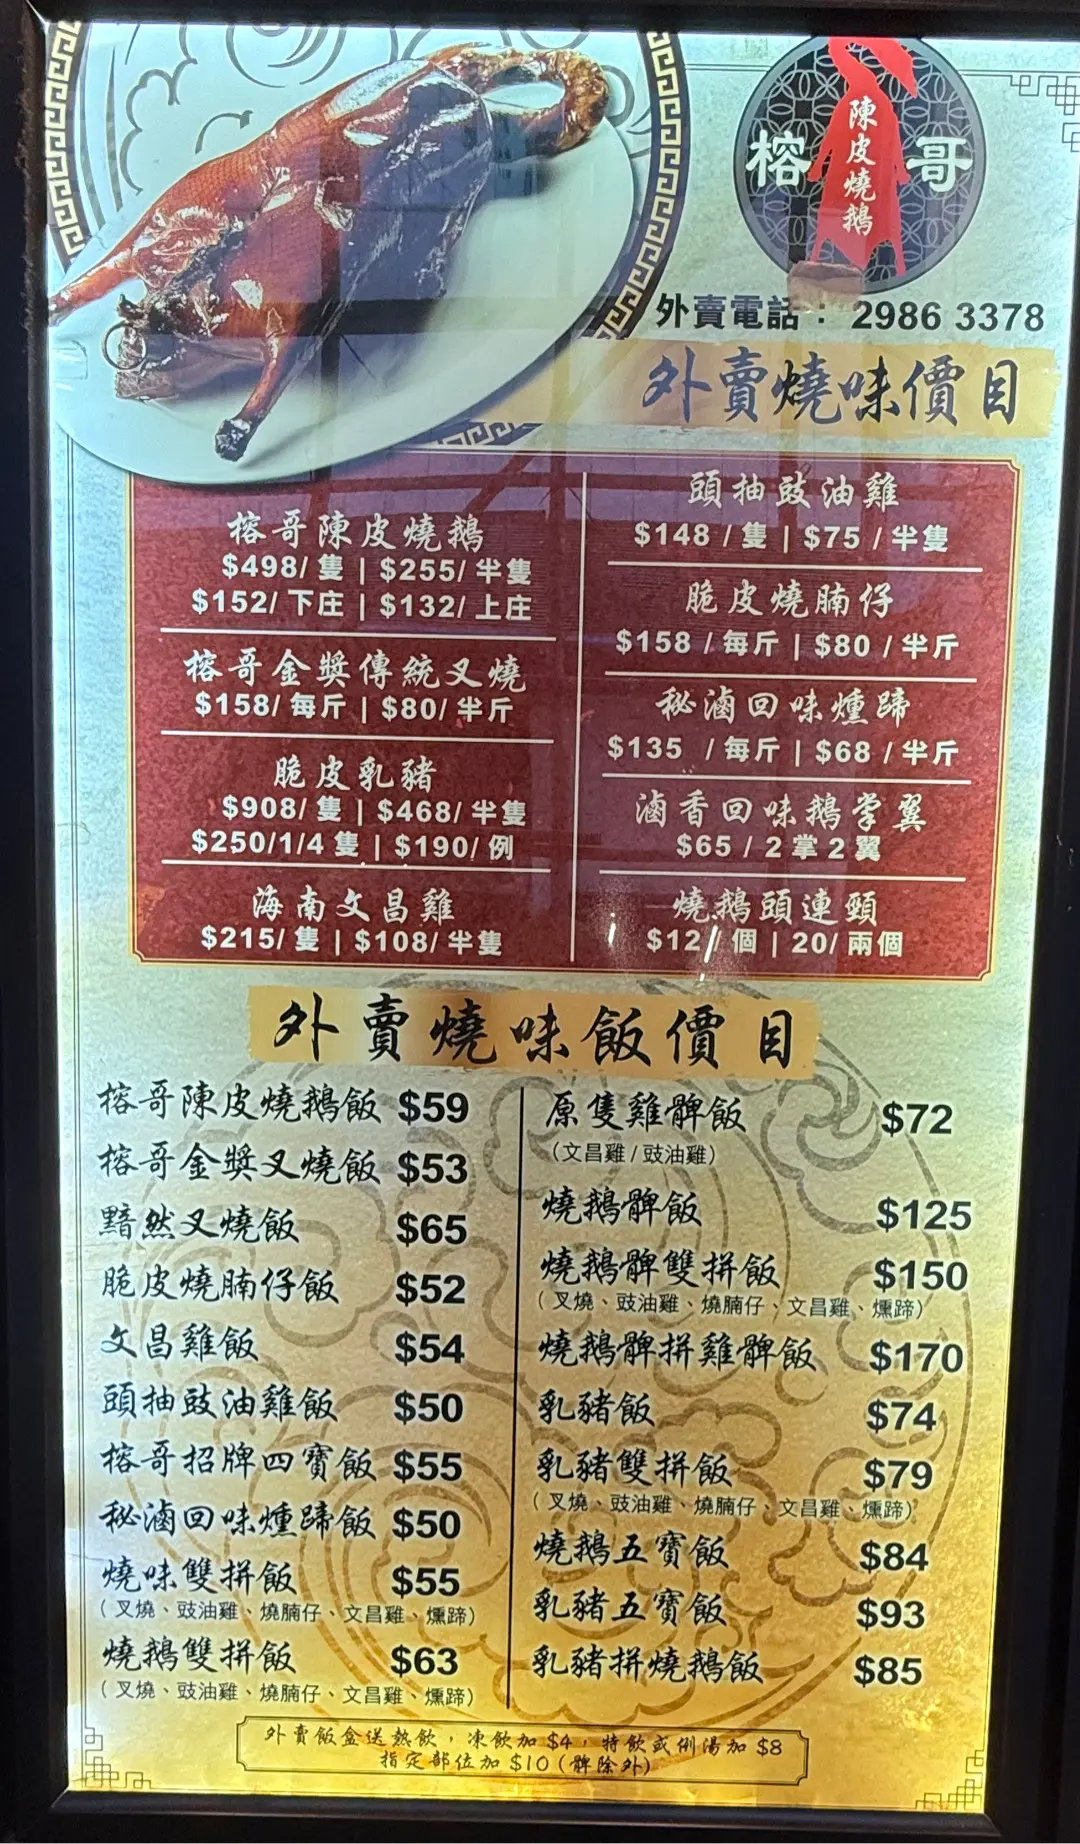 榕哥
陳皮燒鵝
外賣電話： 2986 3378
外賣燒味價目
榕哥陳皮燒鵝
$498/隻 | $255/半隻
$152/下庄 | $132/上庄
榕哥金獎傳統叉燒
$158/每斤 | $80/半斤
脆皮乳豬
$908/隻 | $468/半隻
$250/1/4隻 | $190/例
海南文昌雞
$215/隻 | $108/半隻
頭抽豉油雞
$148 / 隻 | $75 / 半隻
脆皮燒腩仔
$158 / 每斤 | $80 / 半斤
秘滷回味燻蹄
$135 / 每斤 | $68 / 半斤
滷香回味鵝掌翼
$65 / 2掌2翼
燒鵝頭連頸
$12 / 個 | 20/兩個
外賣燒味飯價目
榕哥陳皮燒鵝飯 $59
榕哥金獎叉燒飯 $53
黯然叉燒飯 $65
脆皮燒腩仔飯 $52
文昌雞飯 $54
頭抽豉油雞飯 $50
榕哥招牌四寶飯 $55
秘滷回味燻蹄飯 $50
燒味雙拼飯 $55
（叉燒、豉油雞、燒腩仔、文昌雞、燻蹄）
燒鵝雙拼飯 $63
（叉燒、豉油雞、燒腩仔、文昌雞、燻蹄）
原隻雞髀飯 $72
（文昌雞 / 豉油雞）
燒鵝髀飯 $125
燒鵝髀雙拼飯 $150
（叉燒、豉油雞、燒腩仔、文昌雞、燻蹄）
燒鵝髀拼雞髀飯 $170
乳豬飯 $74
乳豬雙拼飯 $79
（叉燒、豉油雞、燒腩仔、文昌雞、燻蹄）
燒鵝五寶飯 $84
乳豬五寶飯 $93
乳豬拼燒鵝飯 $85
外賣飯盒送熱飲，凍飲加 $4，特飲或例湯加 $8
指定部位加 $10 (髀除外)